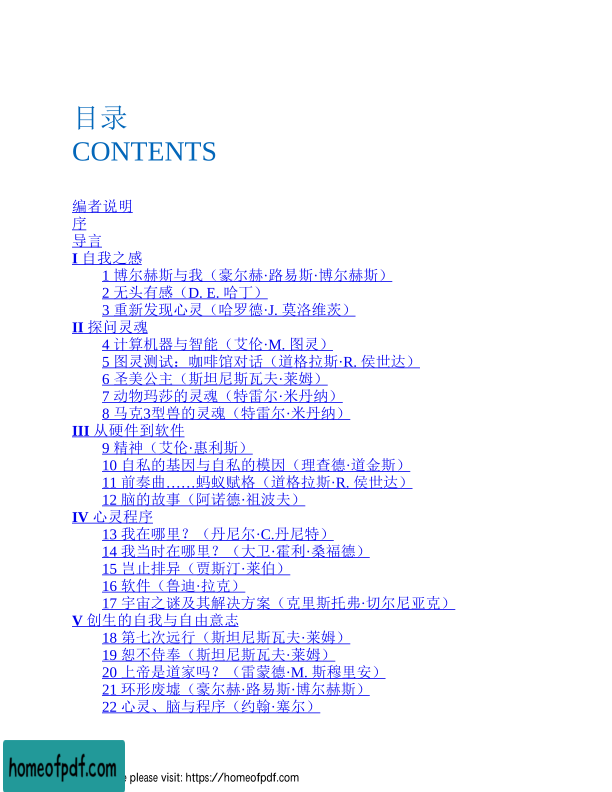 目录
CONTENTS
编者说明
序
导言
I 自我之感
1 博尔赫斯与我（豪尔赫·路易斯·博尔赫斯）
2 无头有感（D. E. 哈丁）
3 重新发现心灵（哈罗德·J. 莫洛维茨）
II 探问灵魂
4 计算机器与智能（艾伦·M. 图灵）
5 图灵测试：咖啡馆对话（道格拉斯·R. 侯世达）
6 圣美公主（斯坦尼斯瓦夫·莱姆）
7 动物玛莎的灵魂（特雷尔·米丹纳）
8 马克3型兽的灵魂（特雷尔·米丹纳）
III 从硬件到软件
9 精神（艾伦·惠利斯）
10 自私的基因与自私的模因（理查德·道金斯）
11 前奏曲……蚂蚁赋格（道格拉斯·R. 侯世达）
12 脑的故事（阿诺德·祖波夫）
IV 心灵程序
13 我在哪里？（丹尼尔·C.丹尼特）
14 我当时在哪里？（大卫·霍利·桑福德）
15 岂止排异（贾斯汀·莱伯）
16 软件（鲁迪·拉克）
17 宇宙之谜及其解决方案（克里斯托弗·切尔尼亚克）
V 创生的自我与自由意志
18 第七次远行（斯坦尼斯瓦夫·莱姆）
19 恕不侍奉（斯坦尼斯瓦夫·莱姆）
20 上帝是道家吗？（雷蒙德·M. 斯穆里安）
21 环形废墟（豪尔赫·路易斯·博尔赫斯）
22 心灵、脑与程序（约翰·塞尔）
homeofpdf.com
please visit: https://homeofpdf.com